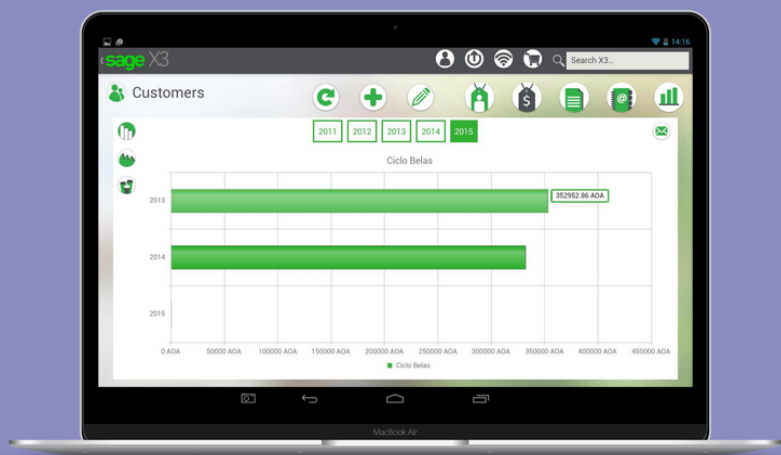 14:16
sage X3
Search X3...
Customers
2011 2012 2013 2014 2015
Ciclo Belas
2013
352952.86 AOA
2014
2015
0 AOA 50000 AOA 100000 AOA 150000 AOA 200000 AOA 250000 AOA 300000 AOA 350000 AOA 400000 AOA 450000 AOA
Ciclo Belas
MacBook Air